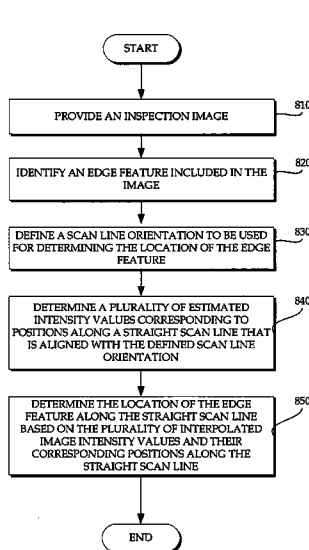 START
PROVIDE AN INSPECTION IMAGE
810
IDENTIFY AN EDGE FEATURE INCLUDED IN THE
IMAGE
820
DEFINE A SCAN LINE ORIENTATION TO BE USED
FOR DETERMINING THE LOCATION OF THE EDGE
FEATURE
830
DETERMINE A PLURALITY OF ESTIMATED
INTENSITY VALUES CORRESPONDING TO
POSITIONS ALONG A STRAIGHT SCAN LINE THAT
IS ALIGNED WITH THE DEFINED SCAN LINE
ORIENTATION
840
DETERMINE THE LOCATION OF THE EDGE
FEATURE ALONG THE STRAIGHT SCAN LINE
BASED ON THE PLURALITY OF INTERPOLATED
IMAGE INTENSITY VALUES AND THEIR
CORRESPONDING POSITIONS ALONG THE
STRAIGHT SCAN LINE
850
END